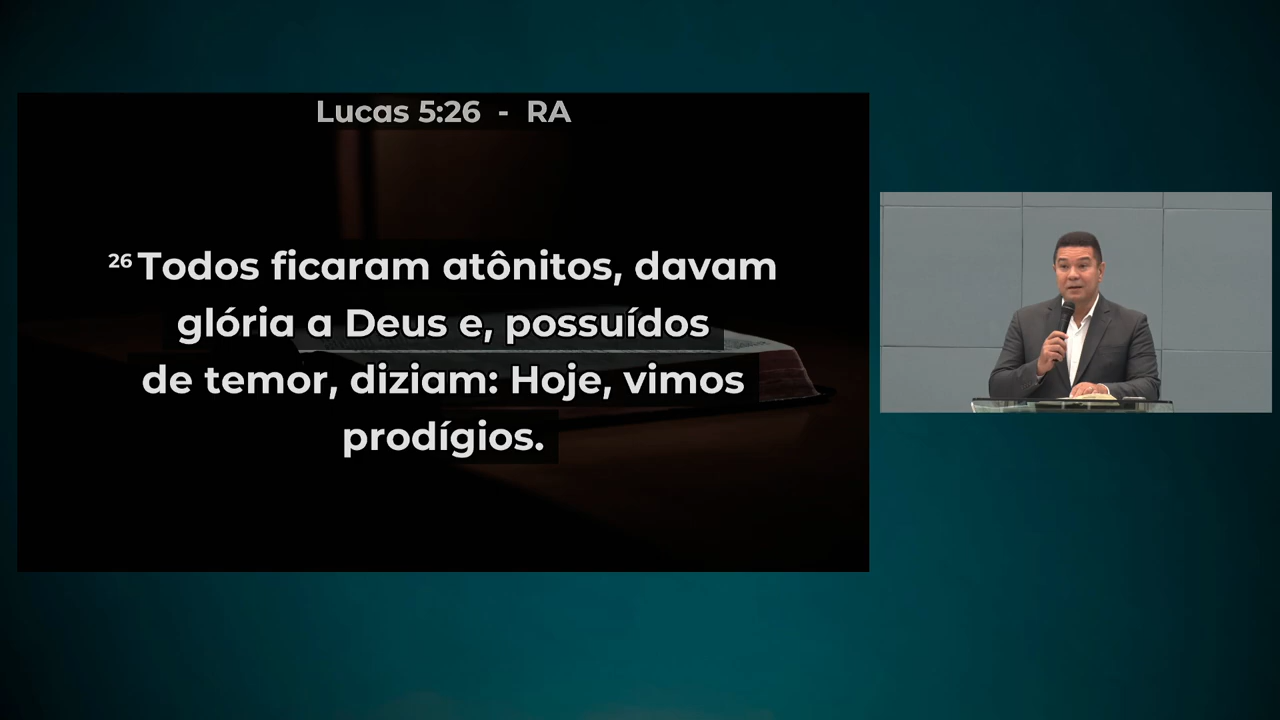 Lucas 5:26 - RA
26 Todos ficaram atônitos, davam
glória a Deus e, possuídos
de temor, diziam: Hoje, vimos
prodígios.